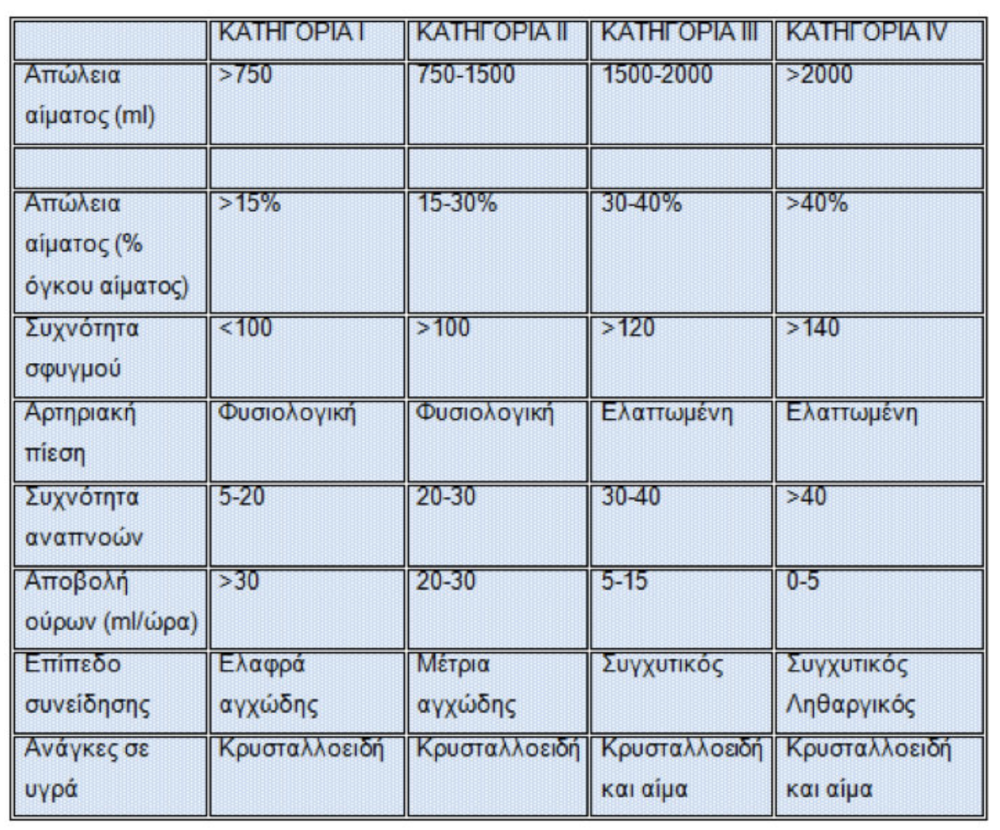 ΚΑΤΗΓΟΡΙΑ Ι ΚΑΤΗΓΟΡΙΑ ΙΙ ΚΑΤΗΓΟΡΙΑ ΙΙΙ ΚΑΤΗΓΟΡΙΑ IV
Απώλεια >750 750-1500 1500-2000 >2000
αίματος (ml)
Απώλεια >15% 15-30% 30-40% >40%
αίματος (%
όγκου αίματος)
Συχνότητα <100 >100 >120 >140
σφυγμού
Αρτηριακή Φυσιολογική Φυσιολογική Ελαττωμένη Ελαττωμένη
πίεση
Συχνότητα 5-20 20-30 30-40 >40
αναπνοών
Αποβολή >30 20-30 5-15 0-5
ούρων (ml/ώρα)
Επίπεδο Ελαφρά Μέτρια Συγχυτικός Συγχυτικός
συνείδησης αγχώδης αγχώδης Ληθαργικός
Ανάγκες σε Κρυσταλλοειδή Κρυσταλλοειδή Κρυσταλλοειδή Κρυσταλλοειδή
υγρά και αίμα και αίμα